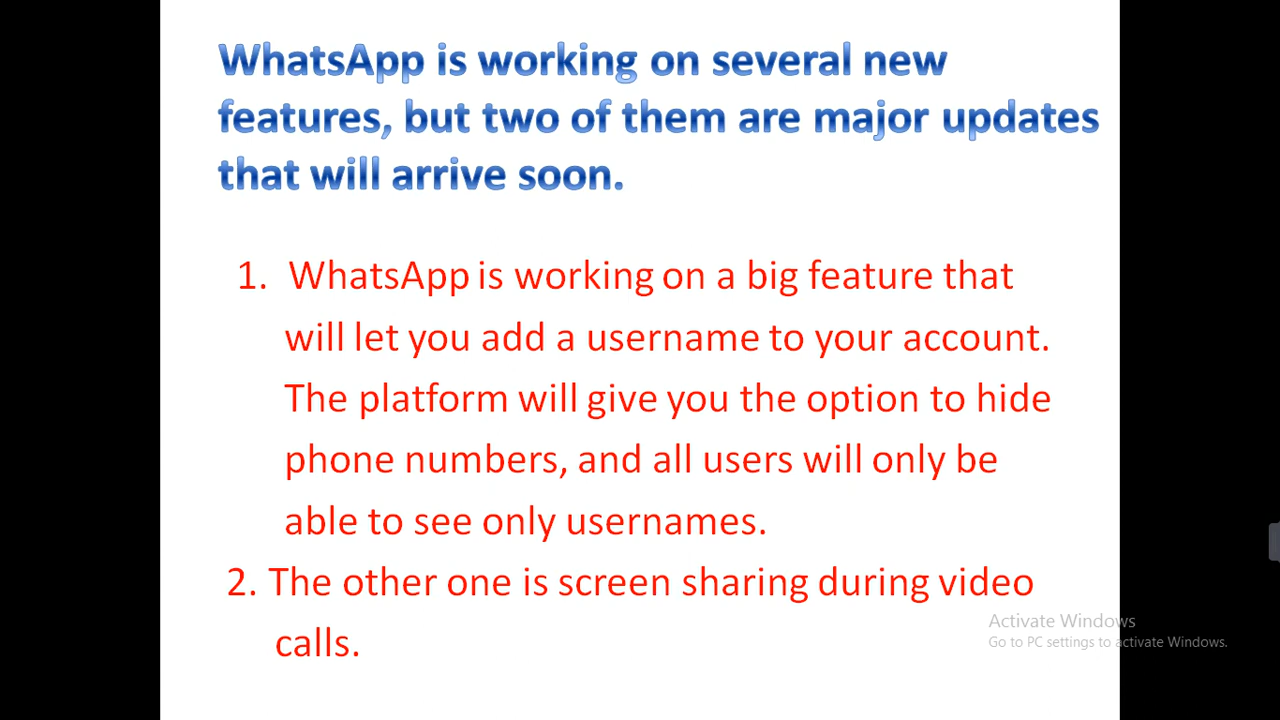 WhatsApp is working on several new
features, but two of them are major updates
that will arrive soon.
1. WhatsApp is working on a big feature that
will let you add a username to your account.
The platform will give you the option to hide
phone numbers, and all users will only be
able to see only usernames.
2. The other one is screen sharing during video
calls.
Activate Windows
Go to PC settings to activate Windows.